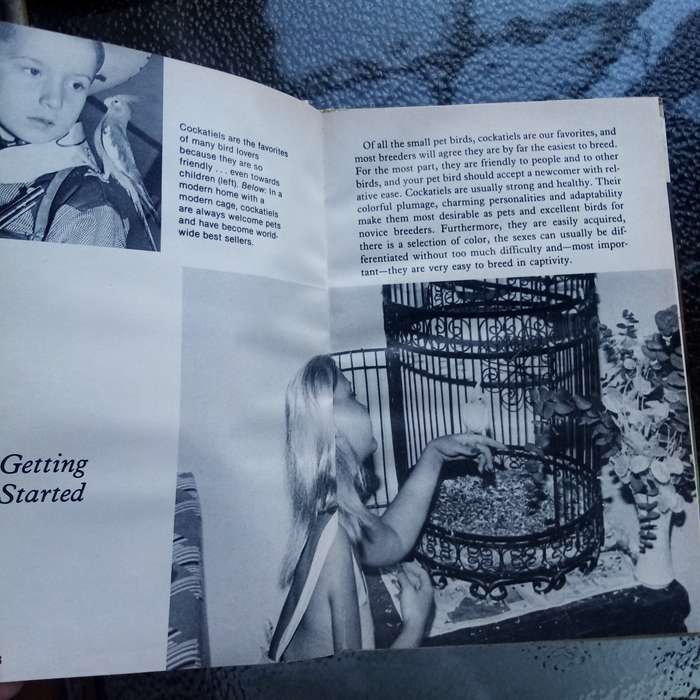 Cockatiels are the favorites
of many bird lovers
because they are so
friendly . . . even towards
children (left). Below: In a
modern home with a
modern cage, cockatiels
are always welcome pets
and have become world-
wide best sellers.
Getting
Started
Of all the small pet birds, cockatiels are our favorites, and
most breeders will agree they are by far the easiest to breed.
For the most part, they are friendly to people and to other
birds, and your pet bird should accept a newcomer with rel-
ative ease. Cockatiels are usually strong and healthy. Their
colorful plumage, charming personalities and adaptability
make them most desirable as pets and excellent birds for
novice breeders. Furthermore, they are easily acquired,
there is a selection of color, the sexes can usually be dif-
ferentiated without too much difficulty and—most impor-
tant—they are very easy to breed in captivity.